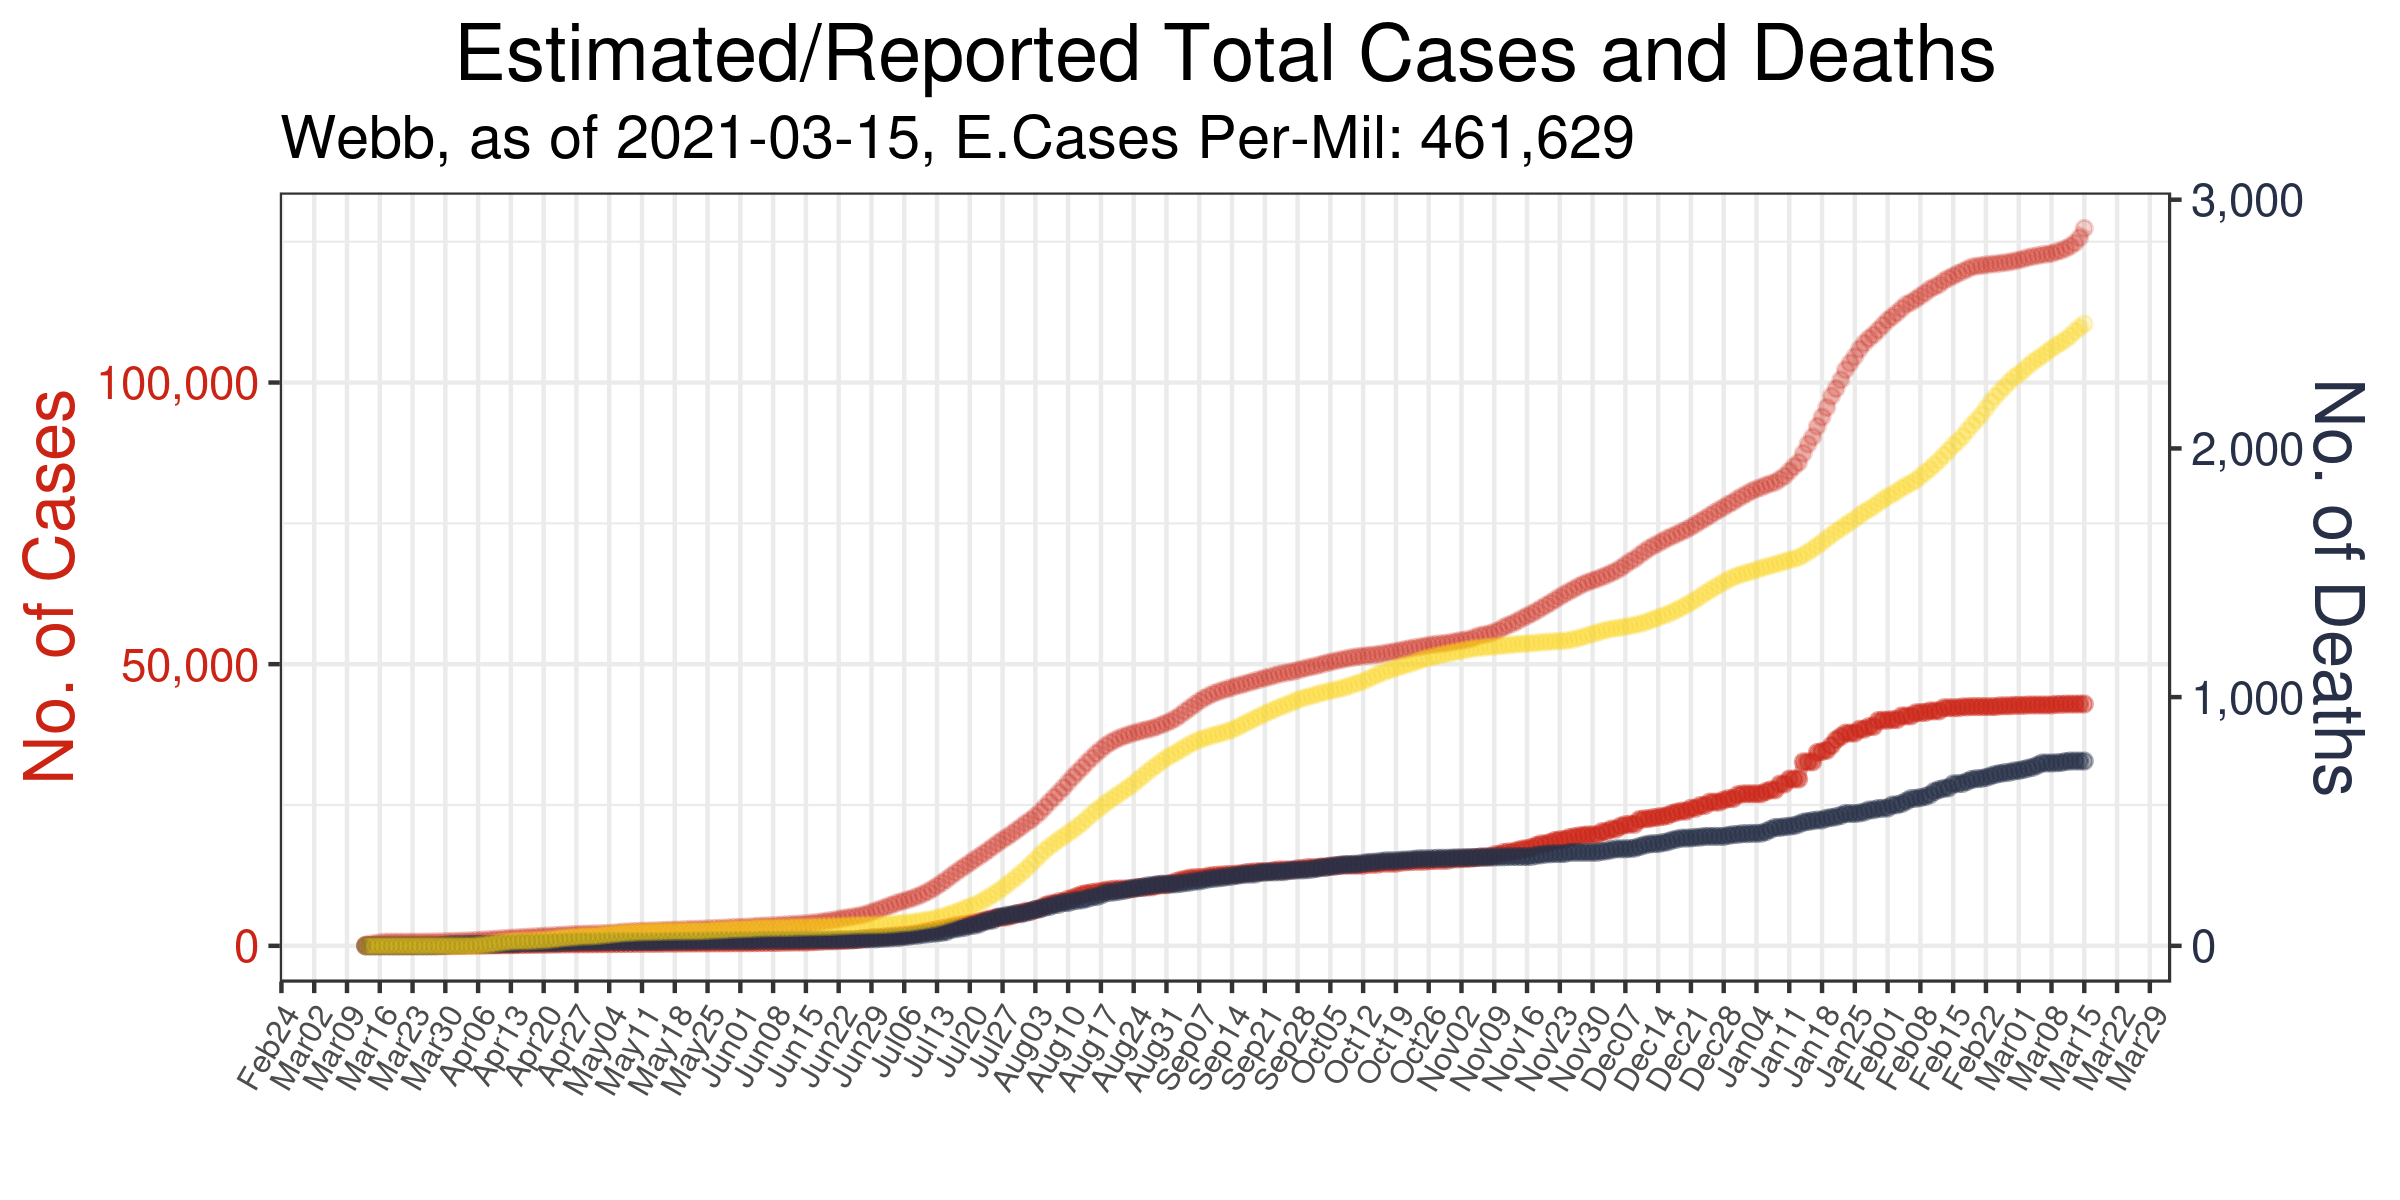 Estimated/Reported Total Cases and Deaths
Webb, as of 2021-03-15, E.Cases Per-Mil: 461,629
No. of Cases
100,000
50,000
0
3,000
2,000
1,000
0
No. of Deaths
Feb24
Mar02
Mar09
Mar16
Mar23
Mar30
Apr06
Apr13
Apr20
Apr27
May04
May11
May18
May25
Jun01
Jun08
Jun15
Jun22
Jun29
Jul06
Jul13
Jul20
Jul27
Aug03
Aug10
Aug17
Aug24
Aug31
Sep07
Sep14
Sep21
Sep28
Oct05
Oct12
Oct19
Oct26
Nov02
Nov09
Nov16
Nov23
Nov30
Dec07
Dec14
Dec21
Dec28
Jan04
Jan11
Jan18
Jan25
Feb01
Feb08
Feb15
Feb22
Mar01
Mar08
Mar15
Mar22
Mar29